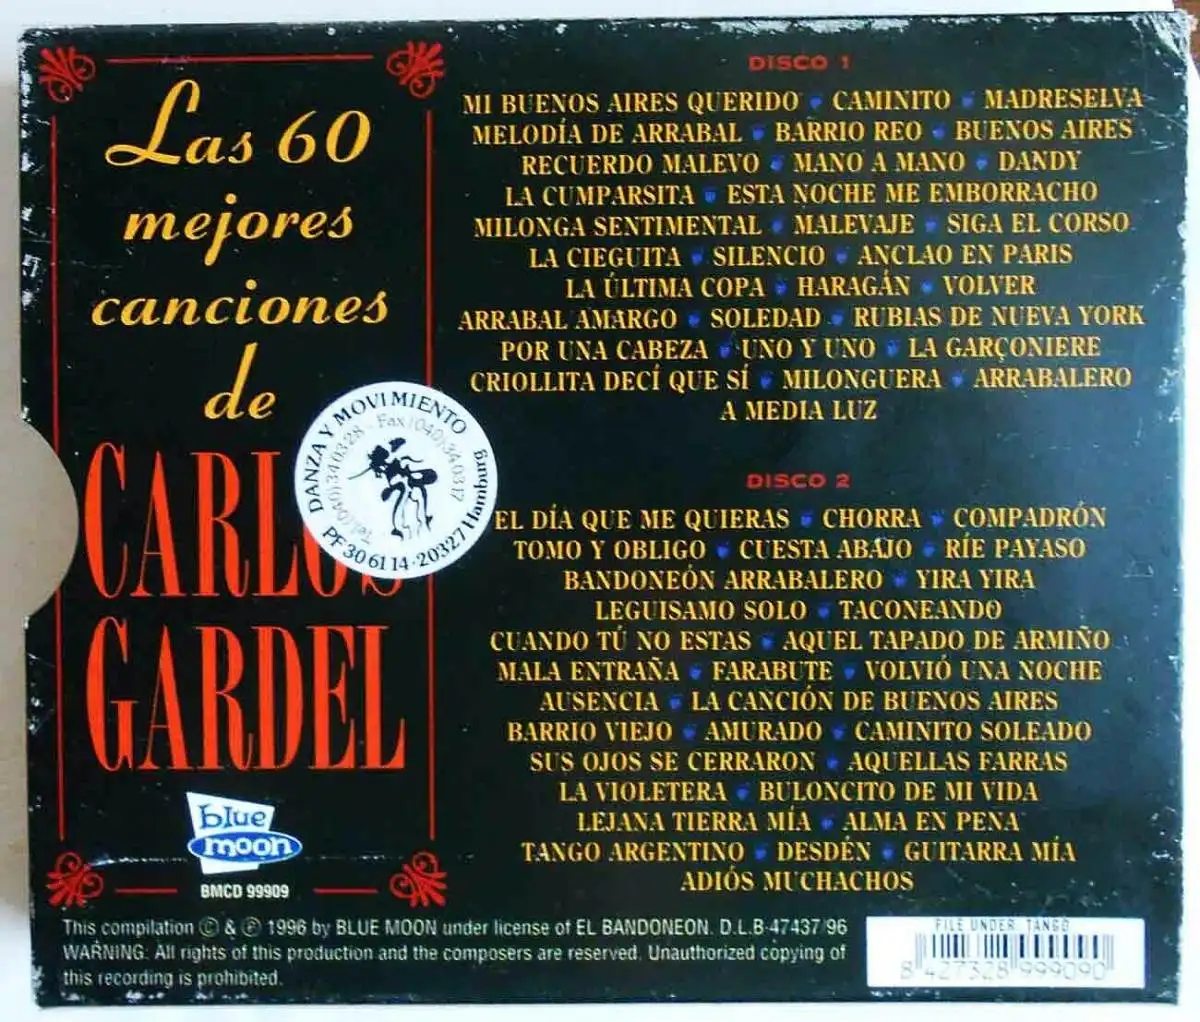 Las 60
mejores
canciones
de
CARLOS
GARDEL
DANZA Y MOVIMIENTO
Tel(040)340328 - Fax(040)340317
PF 30 61 14 · 20327 Hamburg
blue
moon
BMCD 99909
DISCO 1
MI BUENOS AIRES QUERIDO CAMINITO MADRESELVA
MELODÍA DE ARRABAL BARRIO REO BUENOS AIRES
RECUERDO MALEVO MANO A MANO DANDY
LA CUMPARSITA ESTA NOCHE ME EMBORRACHO
MILONGA SENTIMENTAL MALEVAJE SIGA EL CORSO
LA CIEGUITA SILENCIO ANCLAO EN PARIS
LA ÚLTIMA COPA HARAGÁN VOLVER
ARRABAL AMARGO SOLEDAD RUBIAS DE NUEVA YORK
POR UNA CABEZA UNO Y UNO LA GARÇONIERE
CRIOLLITA DECÍ QUE SÍ MILONGUERA ARRABALERO
A MEDIA LUZ
DISCO 2
EL DÍA QUE ME QUIERAS CHORRA COMPADRÓN
TOMO Y OBLIGO CUESTA ABAJO RÍE PAYASO
BANDONEÓN ARRABALERO YIRA YIRA
LEGUISAMO SOLO TACONEANDO
CUANDO TÚ NO ESTAS AQUEL TAPADO DE ARMIÑO
MALA ENTRAÑA FARABUTE VOLVIÓ UNA NOCHE
AUSENCIA LA CANCIÓN DE BUENOS AIRES
BARRIO VIEJO AMURADO CAMINITO SOLEADO
SUS OJOS SE CERRARON AQUELLAS FARRAS
LA VIOLETERA BULONCITO DE MI VIDA
LEJANA TIERRA MÍA ALMA EN PENA
TANGO ARGENTINO DESDÉN GUITARRA MÍA
ADIÓS MUCHACHOS
This compilation © & ℗ 1996 by BLUE MOON under license of EL BANDONEON. D.L.B-47437/96
WARNING: All rights of this production and the composers are reserved. Unauthorized copying of
this recording is prohibited.
FILE UNDER: TANGO
8 427328 999090